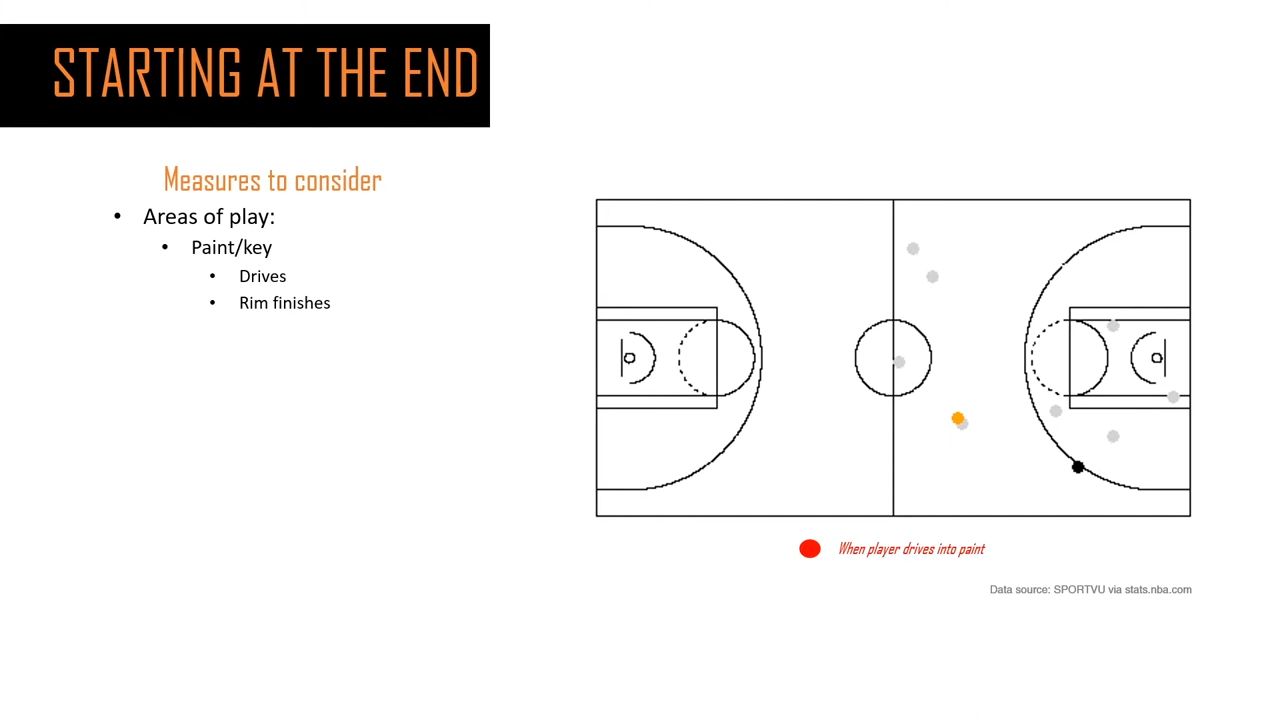 STARTING AT THE END
Measures to consider
• Areas of play:
• Paint/key
• Drives
• Rim finishes
When player drives into paint
Data source: SPORTVU via stats.nba.com